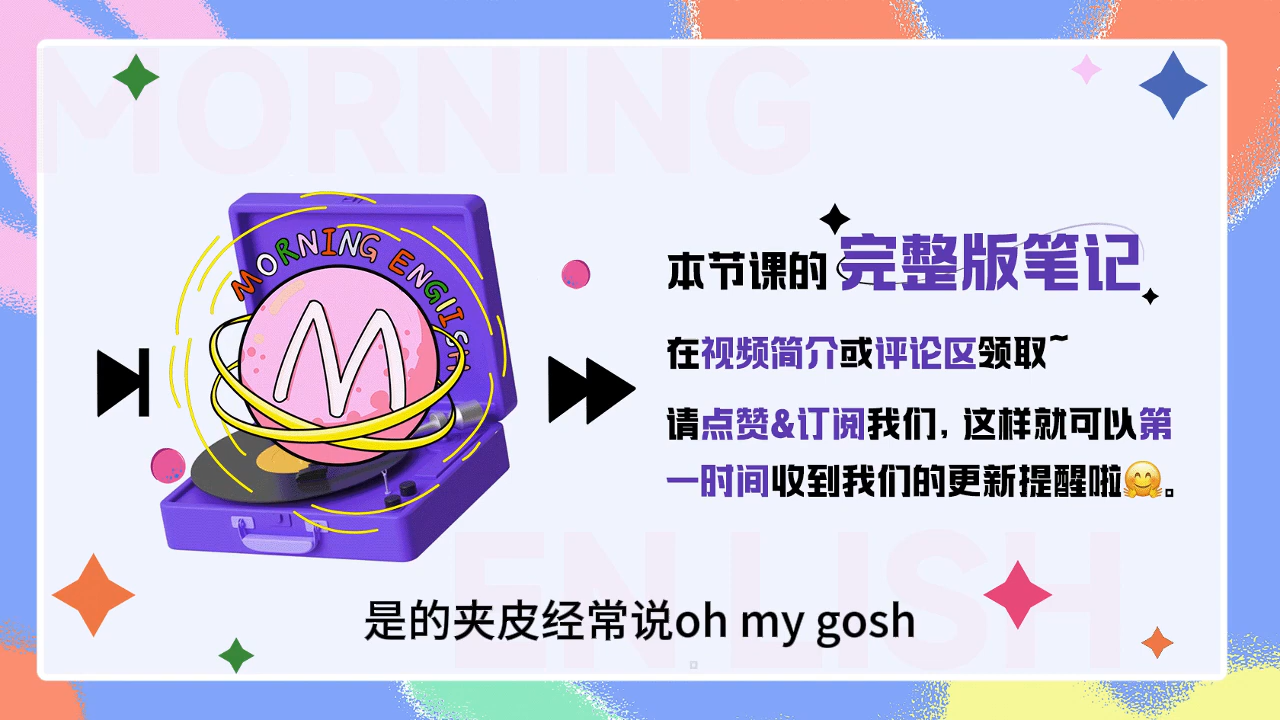 MORNING
MORNING ENGLISH
M
本节课的 完整版笔记
在视频简介或评论区领取~
请点赞&订阅我们，这样就可以第
一时间收到我们的更新提醒啦🤗。
EN LISH
是的夹皮经常说oh my gosh